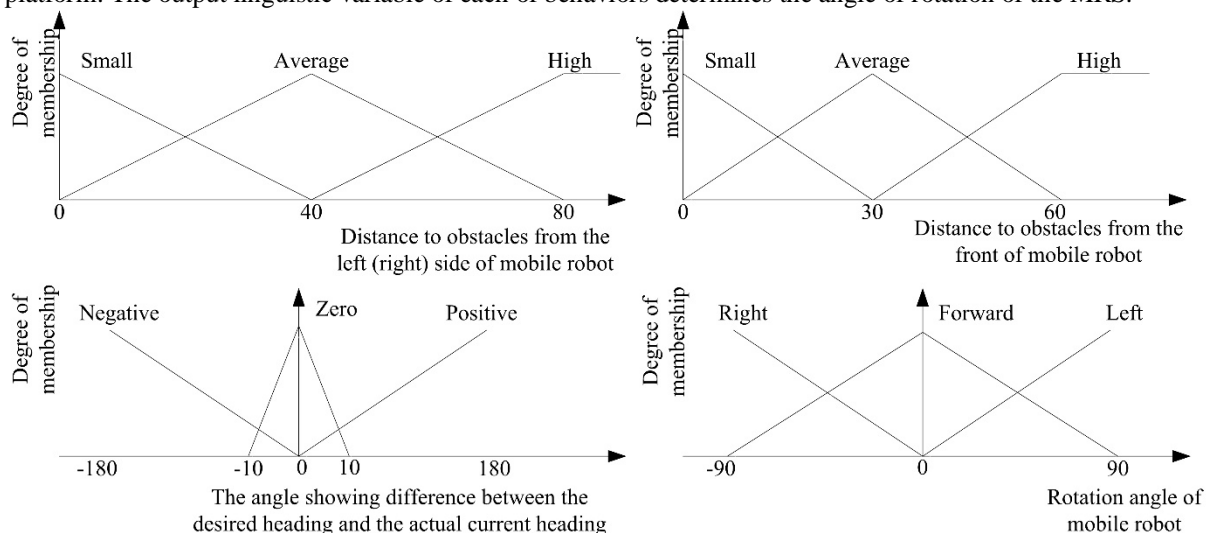 platform. The output linguistic variable of each of behaviors determines the angle of rotation of the MRS.
Degree of
membership
Small
Average
High
0
40
80
Distance to obstacles from the
left (right) side of mobile robot
Degree of
membership
Small
Average
High
0
30
60
Distance to obstacles from the
front of mobile robot
Degree of
membership
Negative
Zero
Positive
-180
-10
0
10
180
The angle showing difference between the
desired heading and the actual current heading
Degree of
membership
Right
Forward
Left
-90
0
90
Rotation angle of
mobile robot